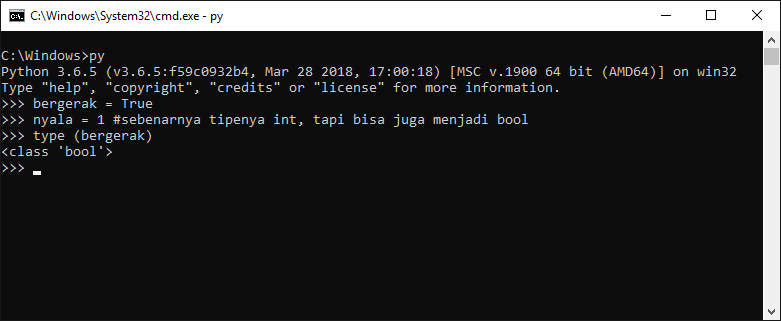 C:\Windows\System32\cmd.exe - py
C:\Windows>py
Python 3.6.5 (v3.6.5:f59c0932b4, Mar 28 2018, 17:00:18) [MSC v.1900 64 bit (AMD64)] on win32
Type "help", "copyright", "credits" or "license" for more information.
>>> bergerak = True
>>> nyala = 1 #sebenarnya tipenya int, tapi bisa juga menjadi bool
>>> type (bergerak)
<class 'bool'>
>>>